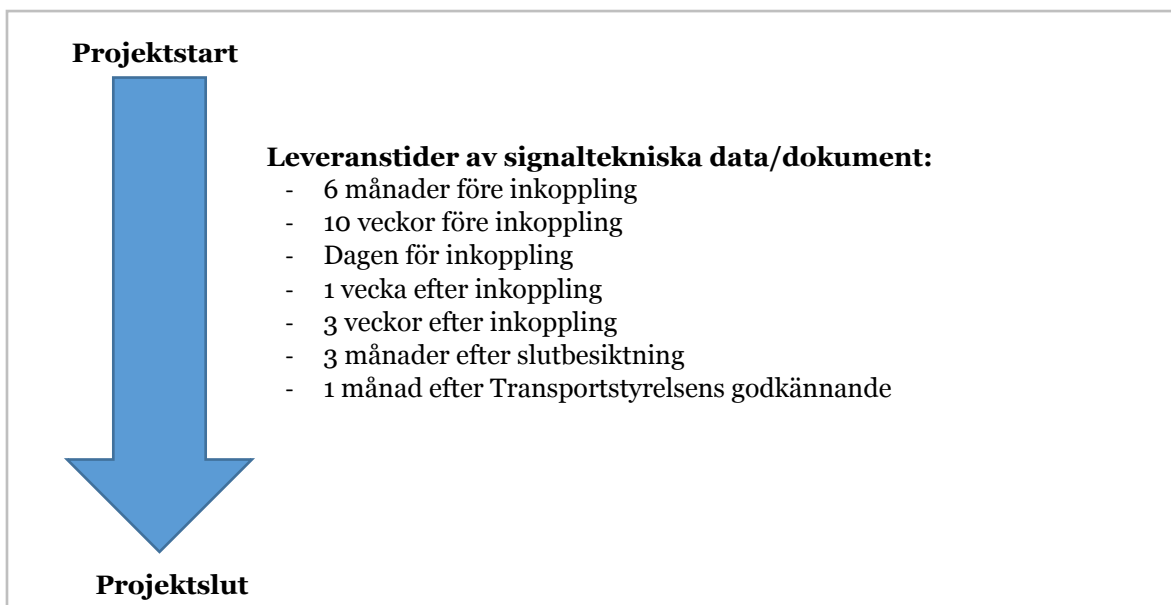 Projektstart
Leveranstider av signaltekniska data/dokument:
- 6 månader före inkoppling
- 10 veckor före inkoppling
- Dagen för inkoppling
- 1 vecka efter inkoppling
- 3 veckor efter inkoppling
- 3 månader efter slutbesiktning
- 1 månad efter Transportstyrelsens godkännande
Projektslut